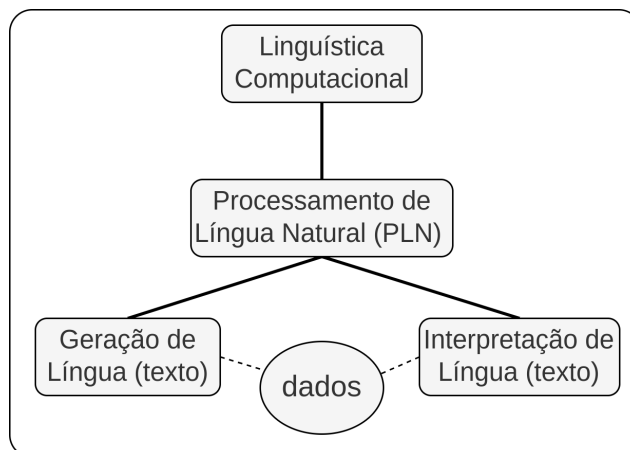 Linguística
Computacional
Processamento de
Língua Natural (PLN)
Geração de
Língua (texto)
dados
Interpretação de
Língua (texto)